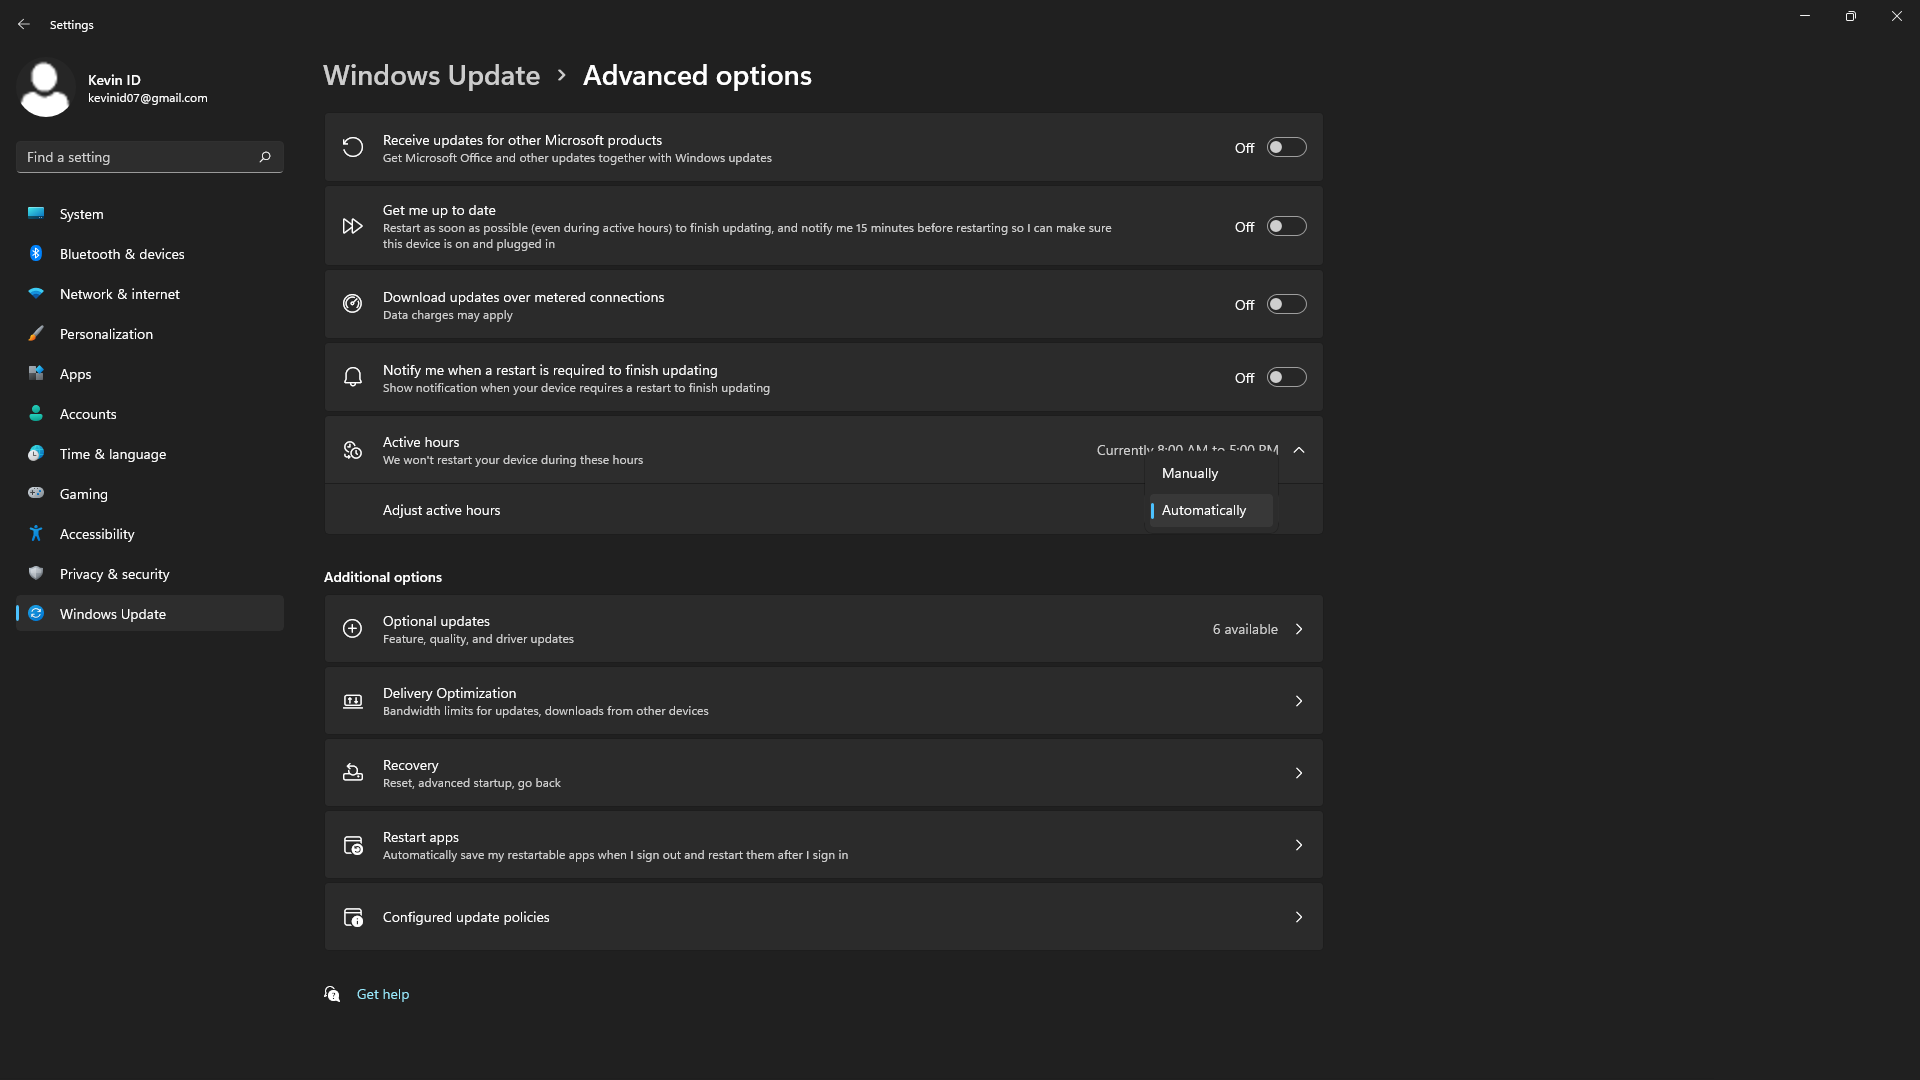 Settings
Kevin ID
kevinid07@gmail.com
Find a setting
System
Bluetooth & devices
Network & internet
Personalization
Apps
Accounts
Time & language
Gaming
Accessibility
Privacy & security
Windows Update
Windows Update > Advanced options
Receive updates for other Microsoft products
Get Microsoft Office and other updates together with Windows updates
Off
Get me up to date
Restart as soon as possible (even during active hours) to finish updating, and notify me 15 minutes before restarting so I can make sure
this device is on and plugged in
Off
Download updates over metered connections
Data charges may apply
Off
Notify me when a restart is required to finish updating
Show notification when your device requires a restart to finish updating
Off
Active hours
We won't restart your device during these hours
Currently 8:00 AM to 5:00 PM
Manually
Adjust active hours
Automatically
Additional options
Optional updates
Feature, quality, and driver updates
6 available
Delivery Optimization
Bandwidth limits for updates, downloads from other devices
Recovery
Reset, advanced startup, go back
Restart apps
Automatically save my restartable apps when I sign out and restart them after I sign in
Configured update policies
Get help